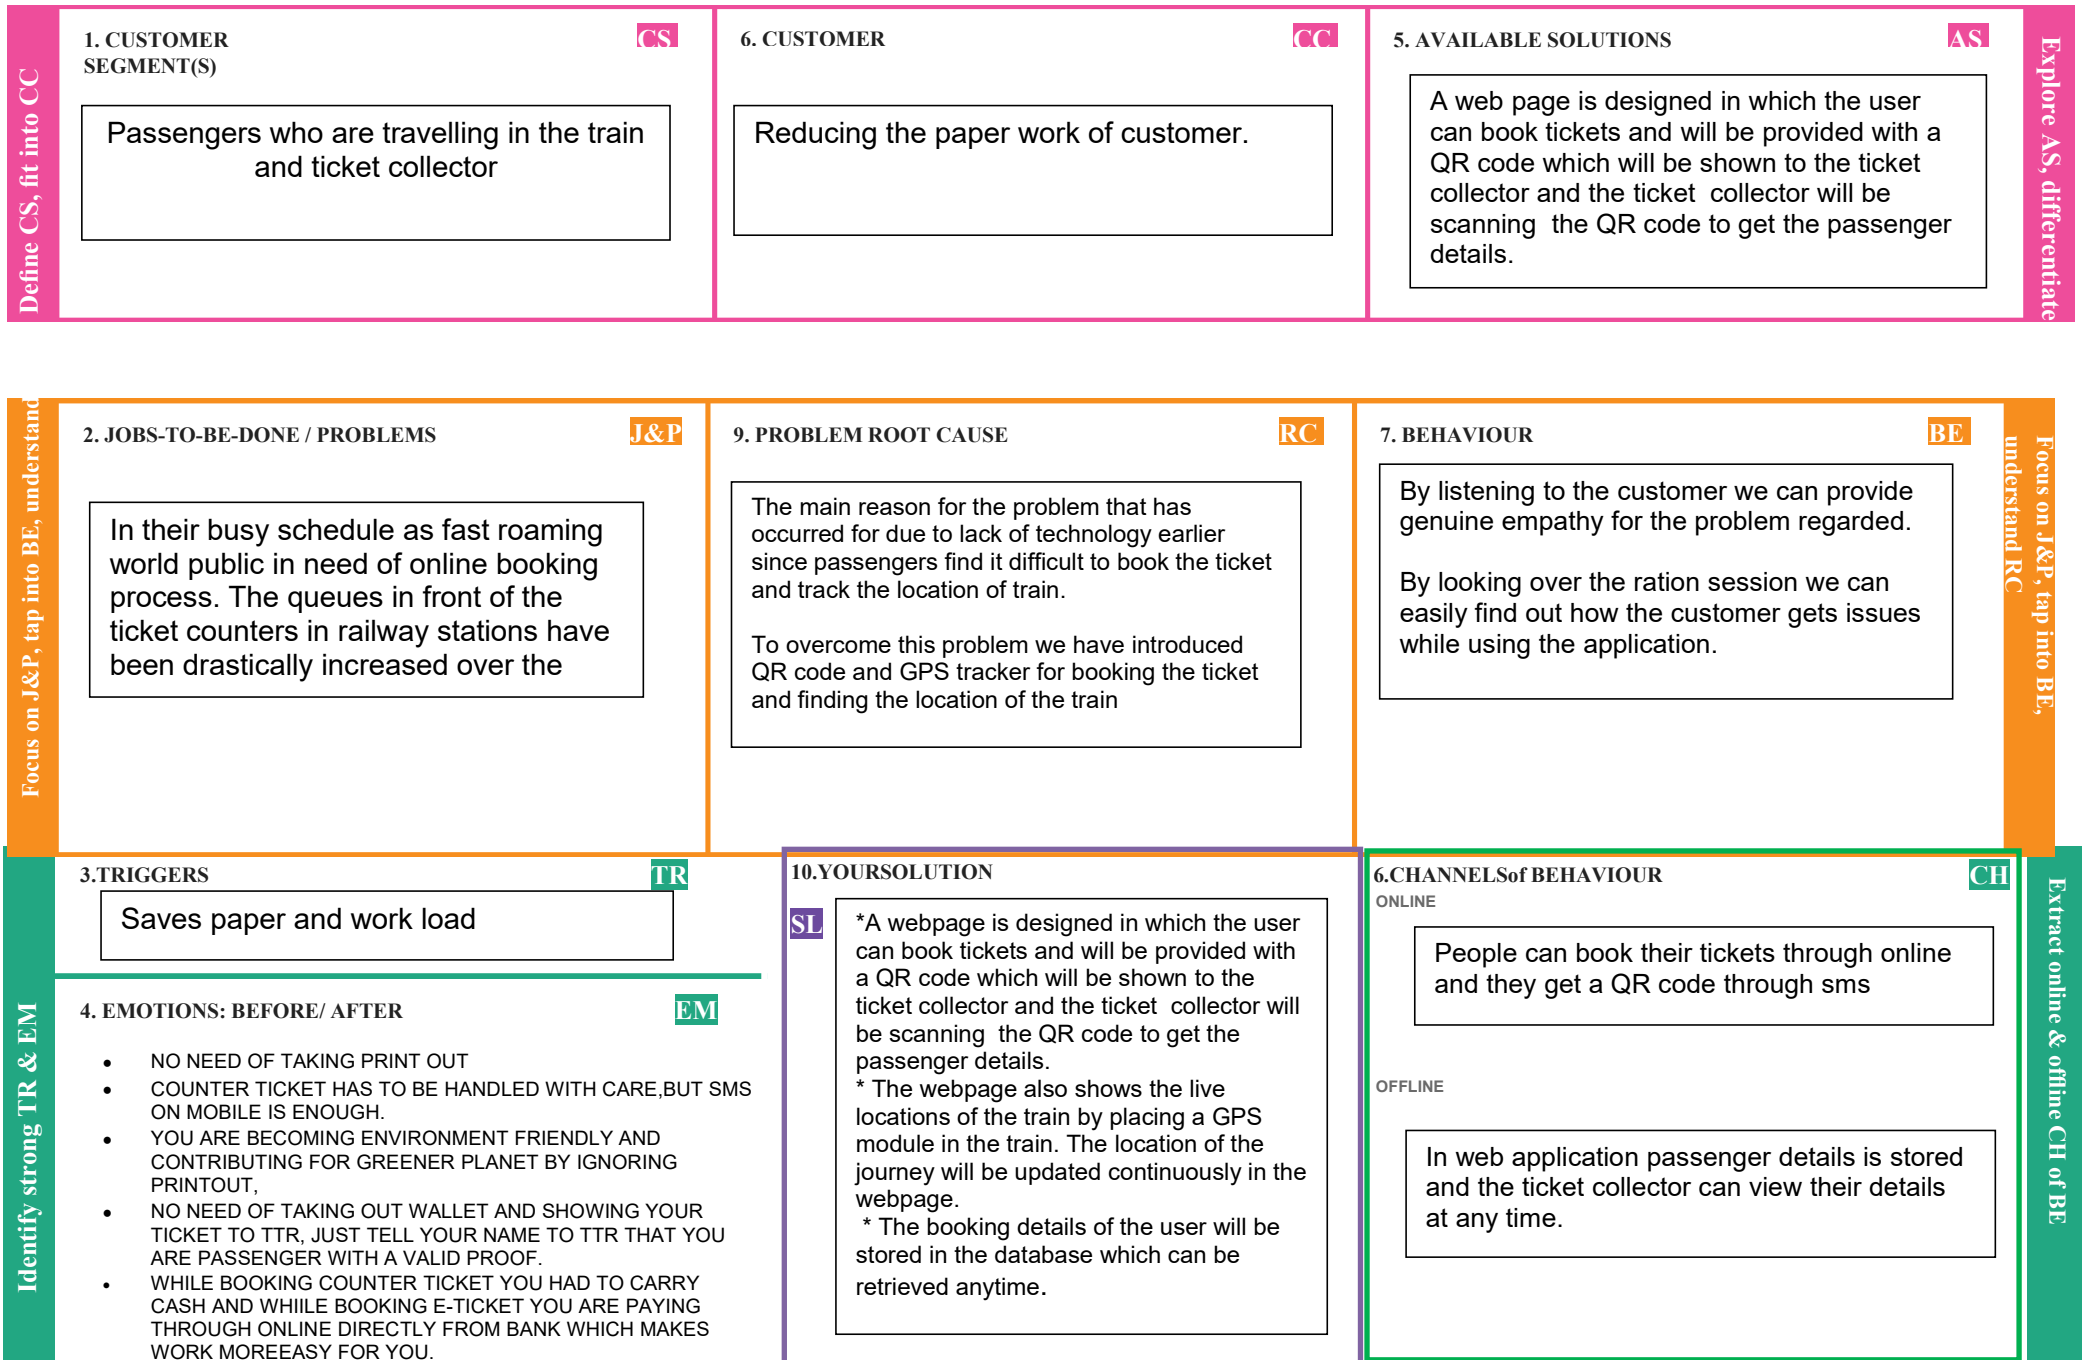 Define CS, fit into CC
1. CUSTOMER
SEGMENT(S)
CS
Passengers who are travelling in the train
and ticket collector
6. CUSTOMER
CC
Reducing the paper work of customer.
5. AVAILABLE SOLUTIONS
AS
A web page is designed in which the user
can book tickets and will be provided with a
QR code which will be shown to the ticket
collector and the ticket  collector will be
scanning  the QR code to get the passenger
details.
Explore AS, differentiate
Focus on J&P, tap into BE, understand
2. JOBS-TO-BE-DONE / PROBLEMS
J&P
In their busy schedule as fast roaming
world public in need of online booking
process. The queues in front of the
ticket counters in railway stations have
been drastically increased over the
9. PROBLEM ROOT CAUSE
RC
The main reason for the problem that has
occurred for due to lack of technology earlier
since passengers find it difficult to book the ticket
and track the location of train.
To overcome this problem we have introduced
QR code and GPS tracker for booking the ticket
and finding the location of the train
7. BEHAVIOUR
BE
By listening to the customer we can provide
genuine empathy for the problem regarded.
By looking over the ration session we can
easily find out how the customer gets issues
while using the application.
Focus on J&P, tap into BE,
understand RC
Identify strong TR & EM
3.TRIGGERS
TR
Saves paper and work load
4. EMOTIONS: BEFORE/ AFTER
EM
• NO NEED OF TAKING PRINT OUT
• COUNTER TICKET HAS TO BE HANDLED WITH CARE,BUT SMS
ON MOBILE IS ENOUGH.
• YOU ARE BECOMING ENVIRONMENT FRIENDLY AND
CONTRIBUTING FOR GREENER PLANET BY IGNORING
PRINTOUT,
• NO NEED OF TAKING OUT WALLET AND SHOWING YOUR
TICKET TO TTR, JUST TELL YOUR NAME TO TTR THAT YOU
ARE PASSENGER WITH A VALID PROOF.
• WHILE BOOKING COUNTER TICKET YOU HAD TO CARRY
CASH AND WHIILE BOOKING E-TICKET YOU ARE PAYING
THROUGH ONLINE DIRECTLY FROM BANK WHICH MAKES
WORK MOREEASY FOR YOU.
10.YOURSOLUTION
SL
*A webpage is designed in which the user
can book tickets and will be provided with
a QR code which will be shown to the
ticket collector and the ticket  collector will
be scanning  the QR code to get the
passenger details.
* The webpage also shows the live
locations of the train by placing a GPS
module in the train. The location of the
journey will be updated continuously in the
webpage.
* The booking details of the user will be
stored in the database which can be
retrieved anytime.
6.CHANNELSof BEHAVIOUR
CH
ONLINE
People can book their tickets through online
and they get a QR code through sms
OFFLINE
In web application passenger details is stored
and the ticket collector can view their details
at any time.
Extract online & offline CH of BE